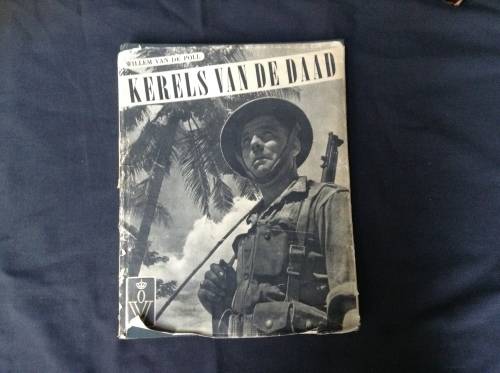 WILLEM VAN DE POLL
KERELS VAN DE DAAD
W